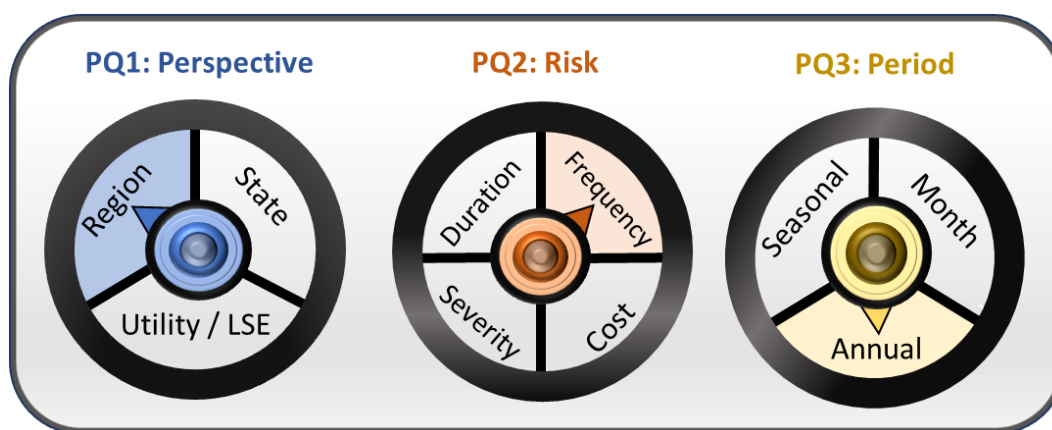 PQ1: Perspective
PQ2: Risk
PQ3: Period
Region
State
Utility / LSE
Duration
Frequency
Severity
Cost
Seasonal
Month
Annual